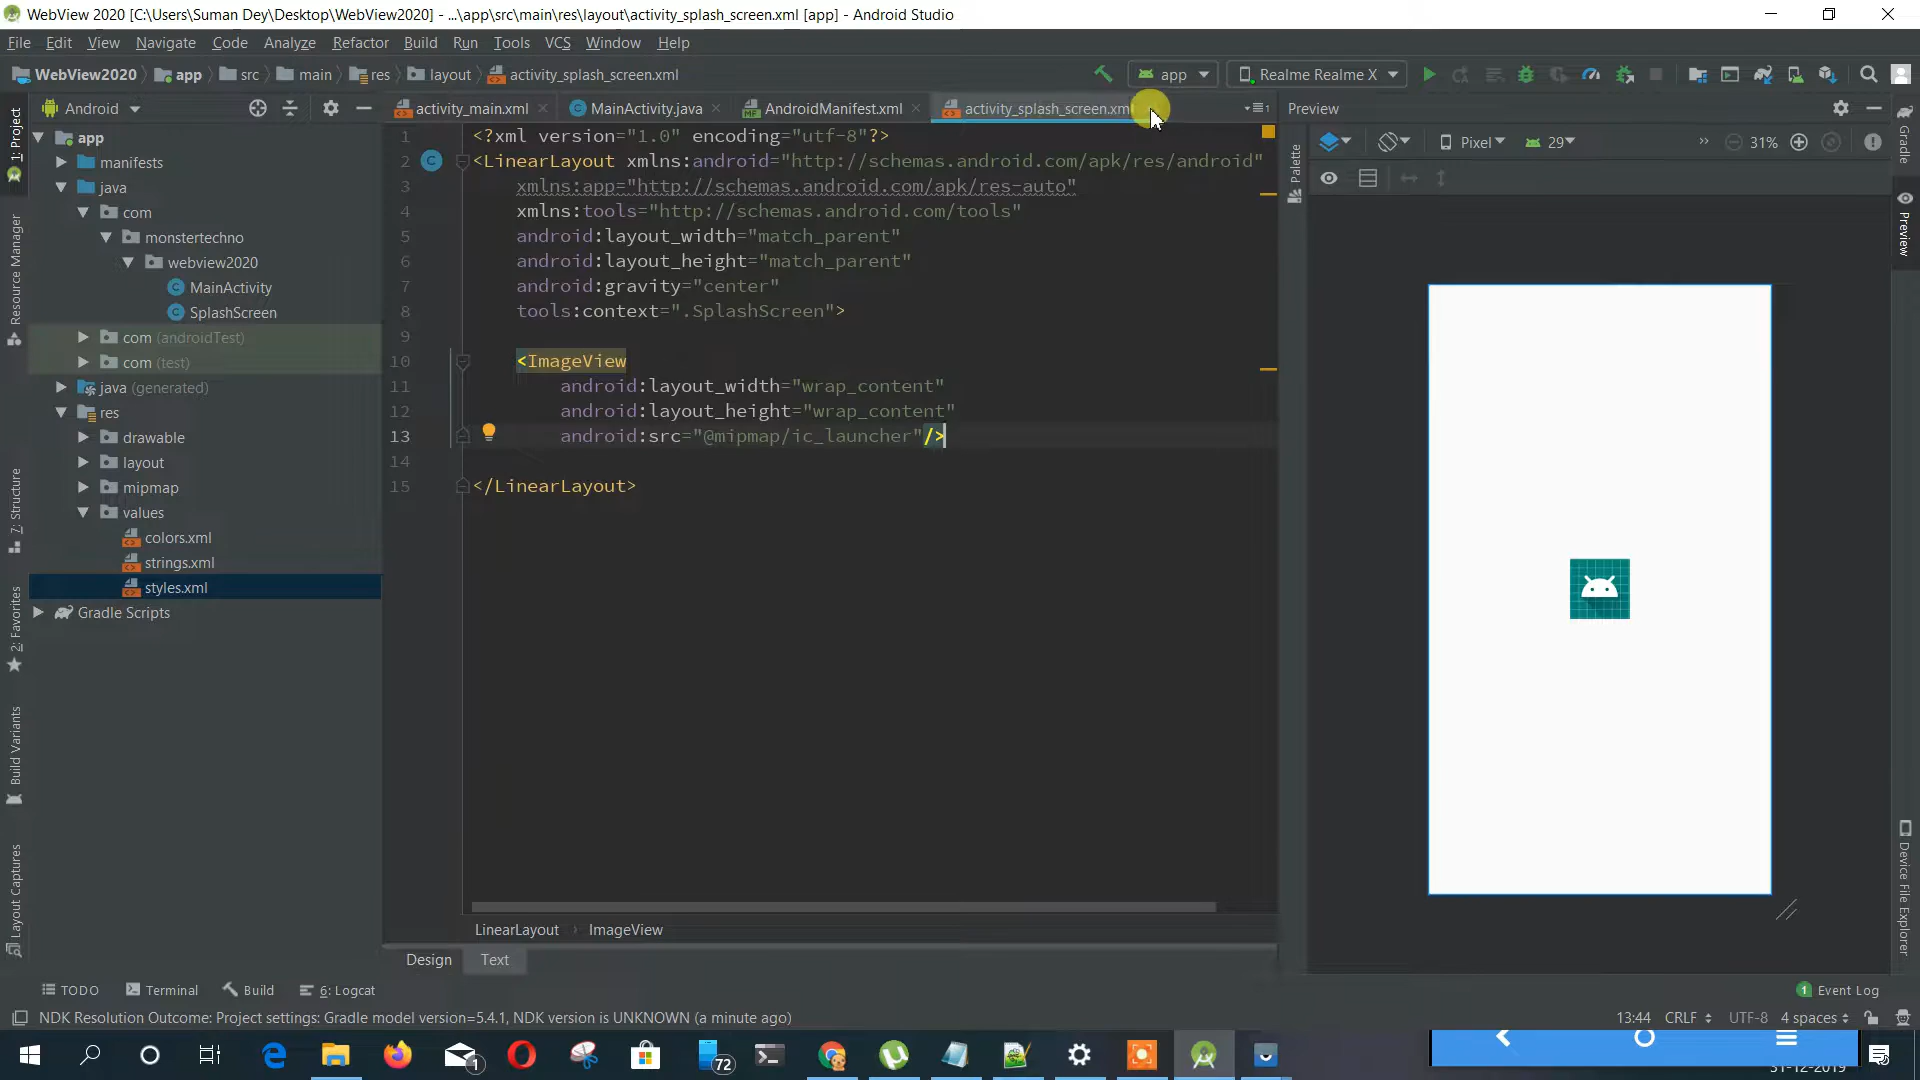 WebView 2020 [C:\Users\Suman Dey\Desktop\WebView2020] - ...\app\src\main\res\layout\activity_splash_screen.xml [app] - Android Studio
File Edit View Navigate Code Analyze Refactor Build Run Tools VCS Window Help
WebView2020 app src main res layout activity_splash_screen.xml
app Realme Realme X
Android
activity_main.xml MainActivity.java AndroidManifest.xml activity_splash_screen.xml
Preview
Pixel 29 31%
1: Project
Resource Manager
7: Structure
2: Favorites
Build Variants
Layout Captures
app
manifests
java
com
monstertechno
webview2020
MainActivity
SplashScreen
com (androidTest)
com (test)
java (generated)
res
drawable
layout
mipmap
values
colors.xml
strings.xml
styles.xml
Gradle Scripts
1 <?xml version="1.0" encoding="utf-8"?>
2 <LinearLayout xmlns:android="http://schemas.android.com/apk/res/android"
3 xmlns:app="http://schemas.android.com/apk/res-auto"
4 xmlns:tools="http://schemas.android.com/tools"
5 android:layout_width="match_parent"
6 android:layout_height="match_parent"
7 android:gravity="center"
8 tools:context=".SplashScreen">
9
10 <ImageView
11 android:layout_width="wrap_content"
12 android:layout_height="wrap_content"
13 android:src="@mipmap/ic_launcher"/>
14
15 </LinearLayout>
Palette
Gradle
Preview
Device File Explorer
LinearLayout ImageView
Design Text
TODO Terminal Build 6: Logcat
1 Event Log
NDK Resolution Outcome: Project settings: Gradle model version=5.4.1, NDK version is UNKNOWN (a minute ago)
13:44 CRLF UTF-8 4 spaces
1
72
31-12-2019